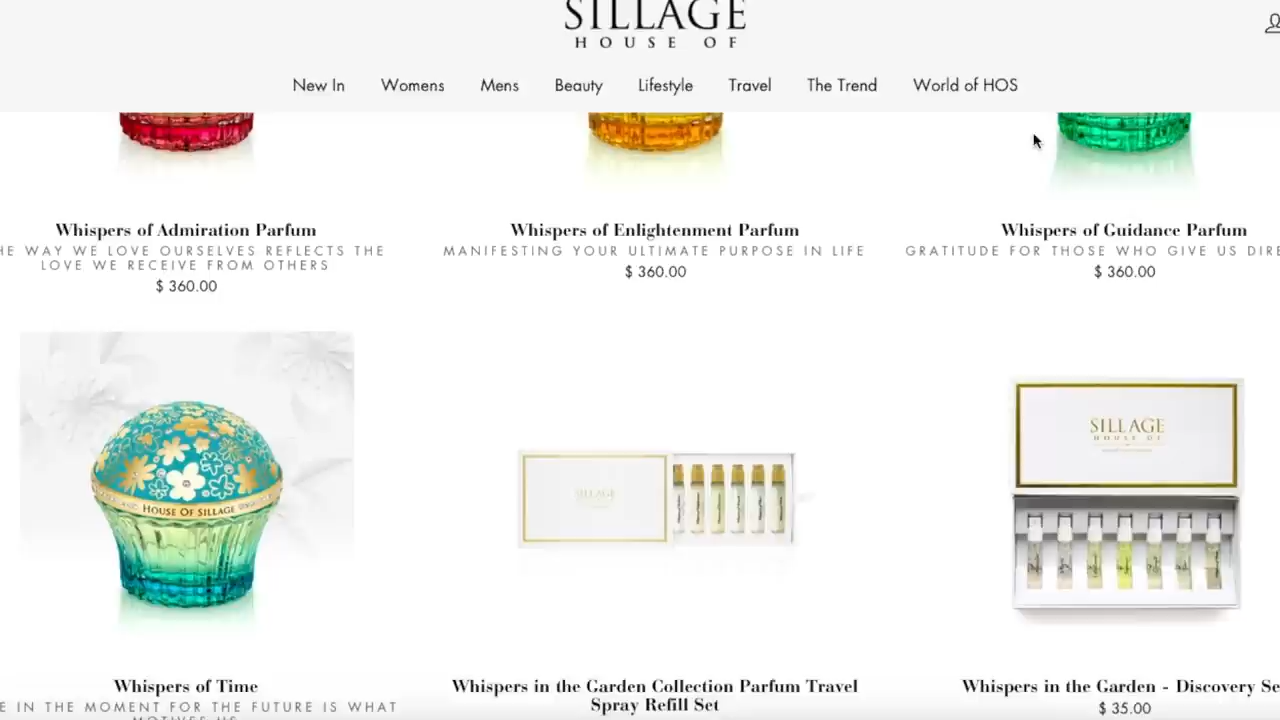 SILLAGE
HOUSE OF
New In Womens Mens Beauty Lifestyle Travel The Trend World of HOS
Whispers of Admiration Parfum
WAY WE LOVE OURSELVES REFLECTS THE
LOVE WE RECEIVE FROM OTHERS
$ 360.00
Whispers of Enlightenment Parfum
MANIFESTING YOUR ULTIMATE PURPOSE IN LIFE
$ 360.00
Whispers of Guidance Parfum
GRATITUDE FOR THOSE WHO GIVE US
$ 360.00
HOUSE OF SILLAGE
SILLAGE
SILLAGE
HOUSE OF
Whispers of Time
IN THE MOMENT FOR THE FUTURE IS WHAT
MOTIVES US
Whispers in the Garden Collection Parfum Travel
Spray Refill Set
Whispers in the Garden - Discovery
$ 35.00